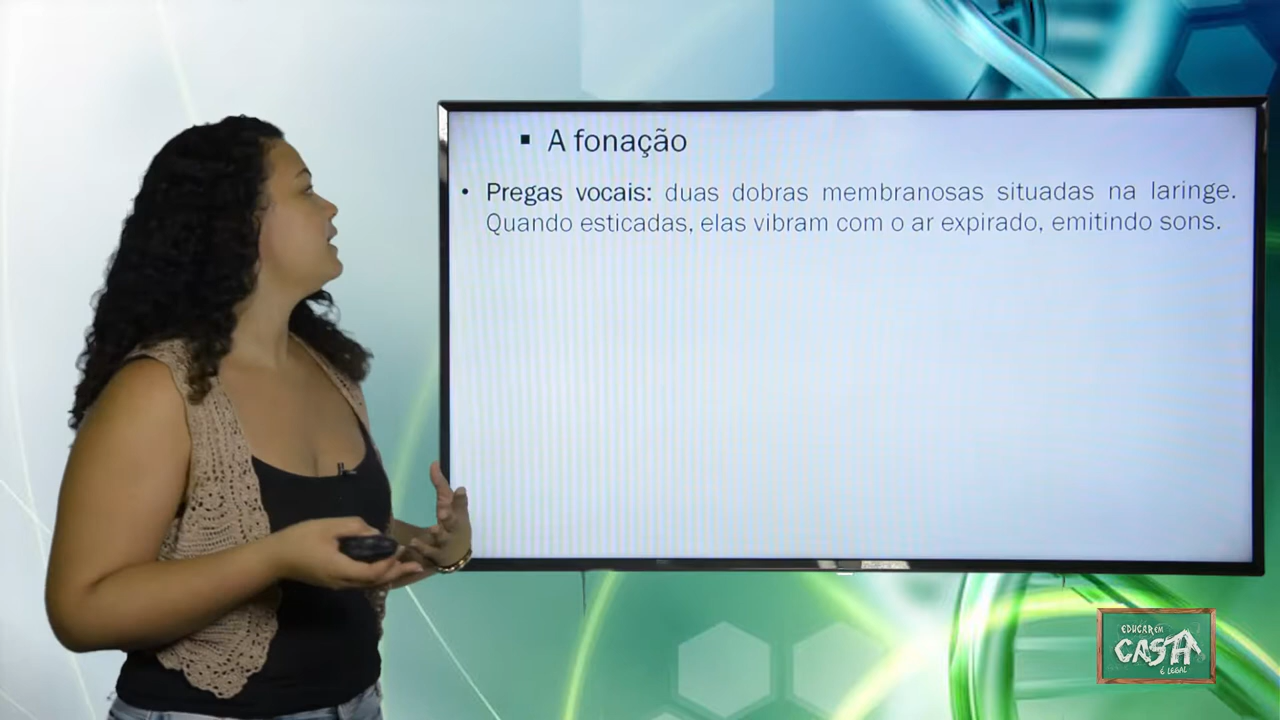 ▪ A fonação
• Pregas vocais: duas dobras membranosas situadas na laringe.
Quando esticadas, elas vibram com o ar expirado, emitindo sons.
EDUCAR EM
CASA
É LEGAL